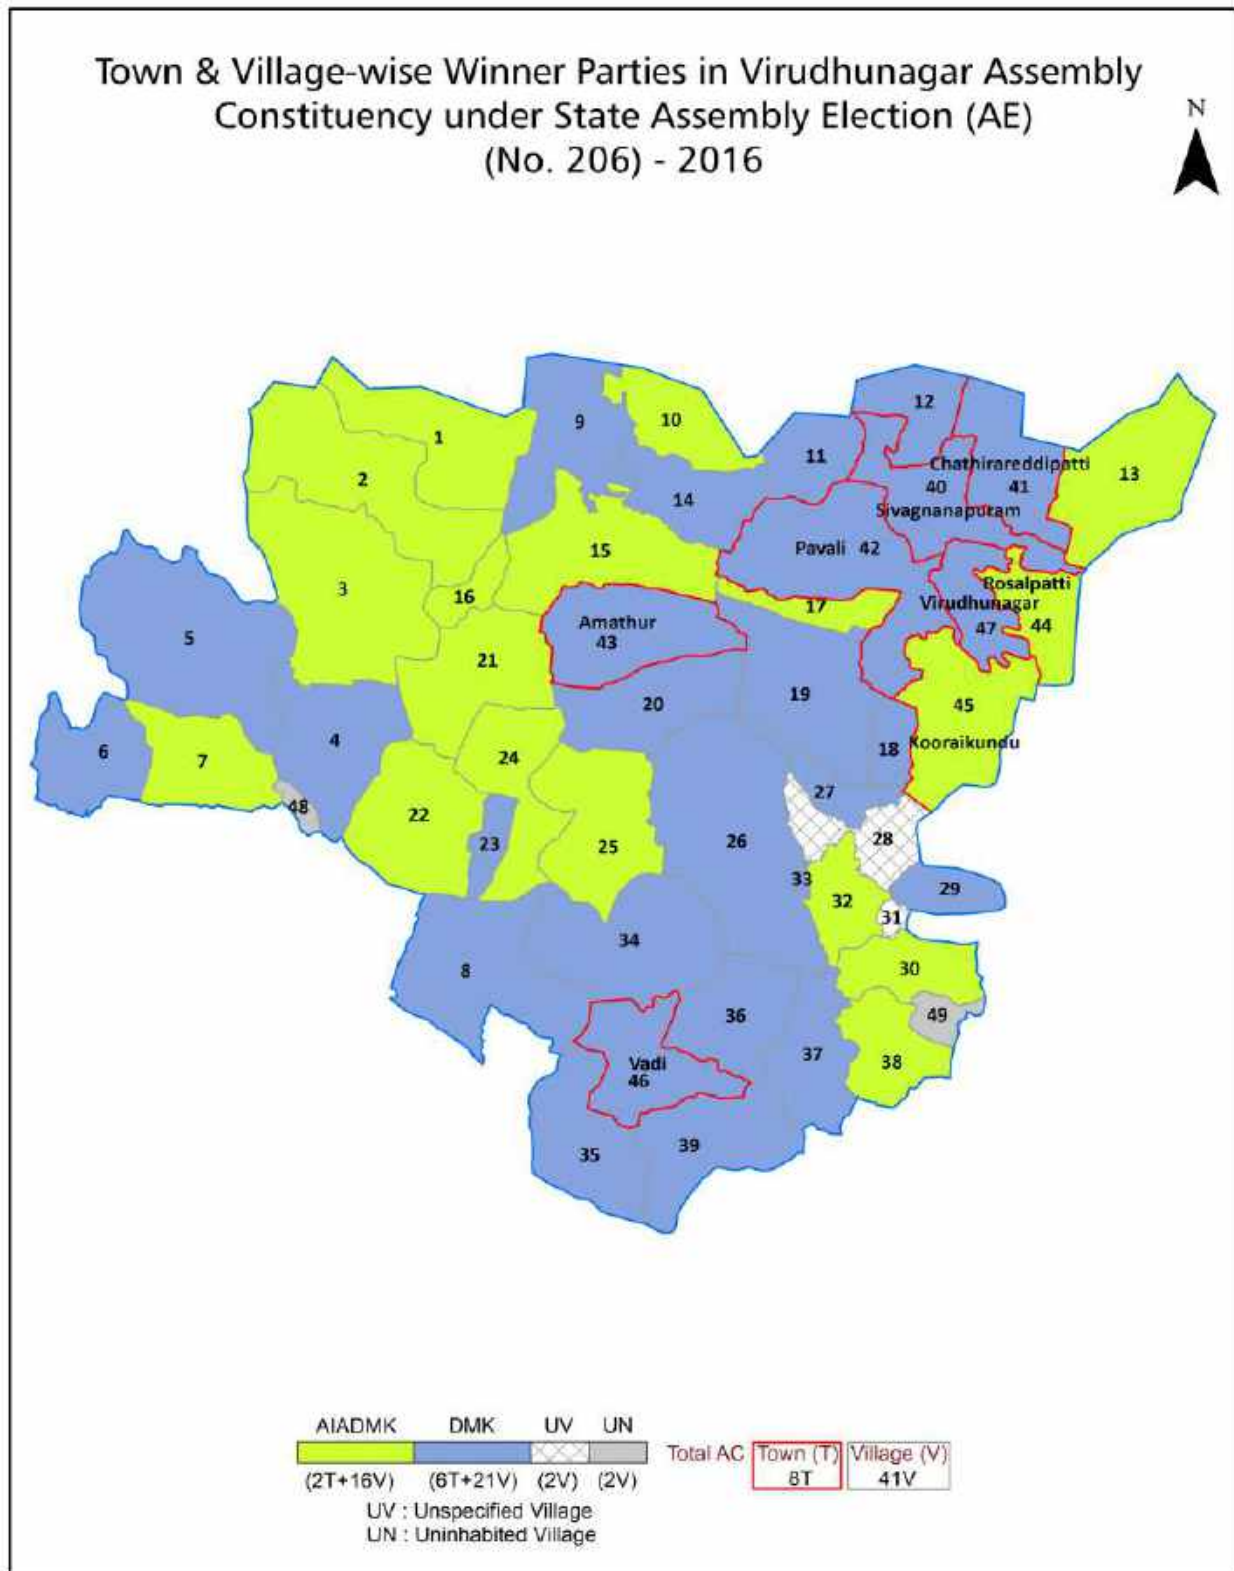 Town & Village-wise Winner Parties in Virudhunagar Assembly
Constituency under State Assembly Election (AE)
(No. 206) - 2016
N
12
9
10
1
11
Chathirareddipatti
13
2
40
41
14
Sivagnanapuram
Pavali 42
15
Rosalpatti
3
16
17
Virudhunagar
Amathur
47
44
5
43
21
19
20
45
4
6
7
24
18
Kooraikundu
27
48
22
23
25
26
28
33
29
32
31
34
8
30
36
49
37
Vadi
38
46
39
35
AIADMK DMK UV UN
Total AC Town (T) Village (V)
8T 41V
(2T+16V) (6T+21V) (2V) (2V)
UV : Unspecified Village
UN : Uninhabited Village